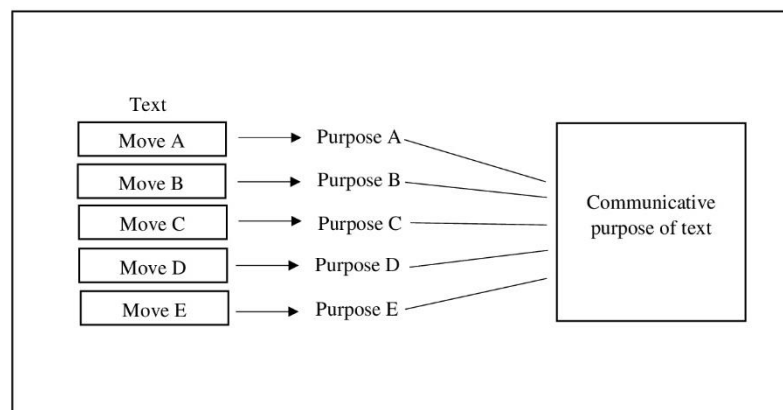 Text
Move A
Purpose A
Move B
Purpose B
Move C
Purpose C
Move D
Purpose D
Move E
Purpose E
Communicative
purpose of text